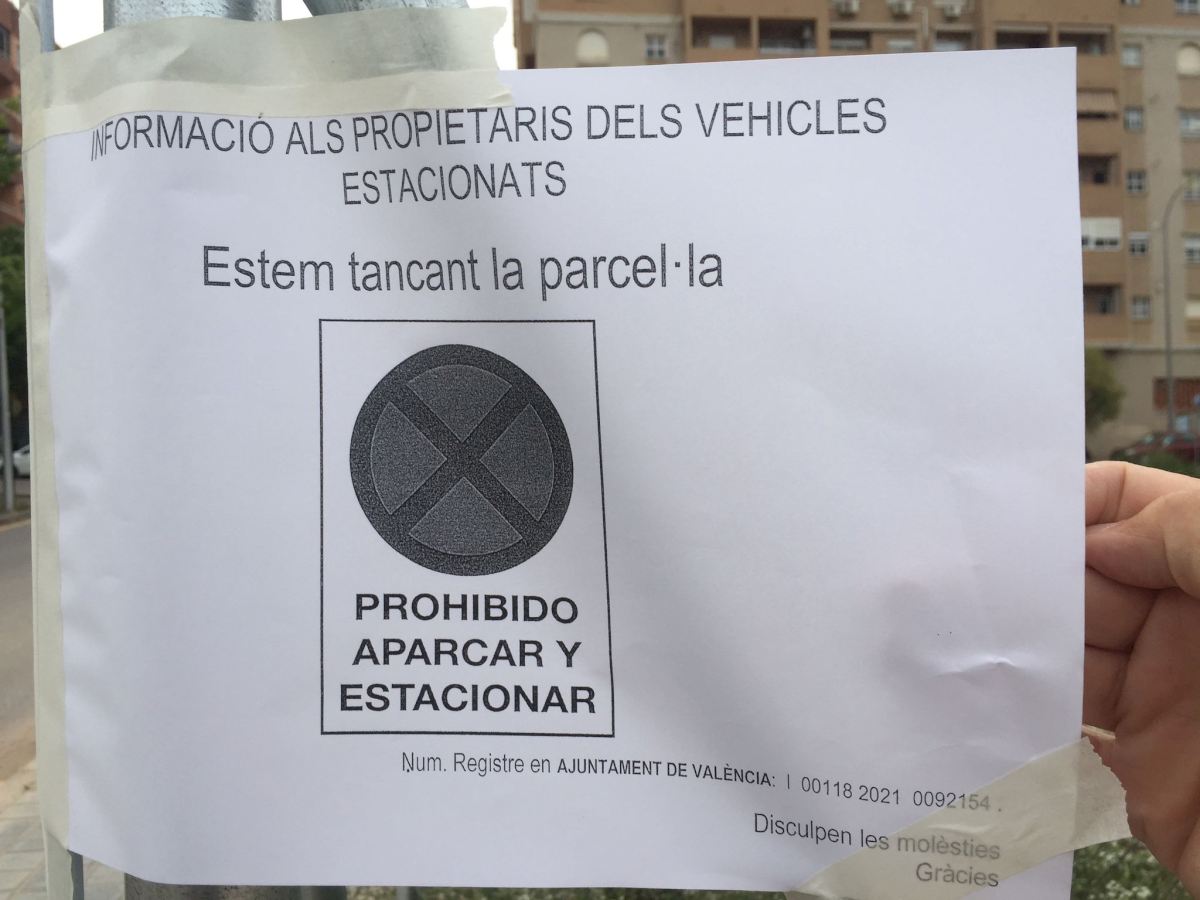 INFORMACIÓ ALS PROPIETARIS DELS VEHICLES
ESTACIONATS
Estem tancant la parcel·la
PROHIBIDO
APARCAR Y
ESTACIONAR
Num. Registre en AJUNTAMENT DE VALÈNCIA: I 00118 2021 0092154 .
Disculpen les molèsties
Gràcies